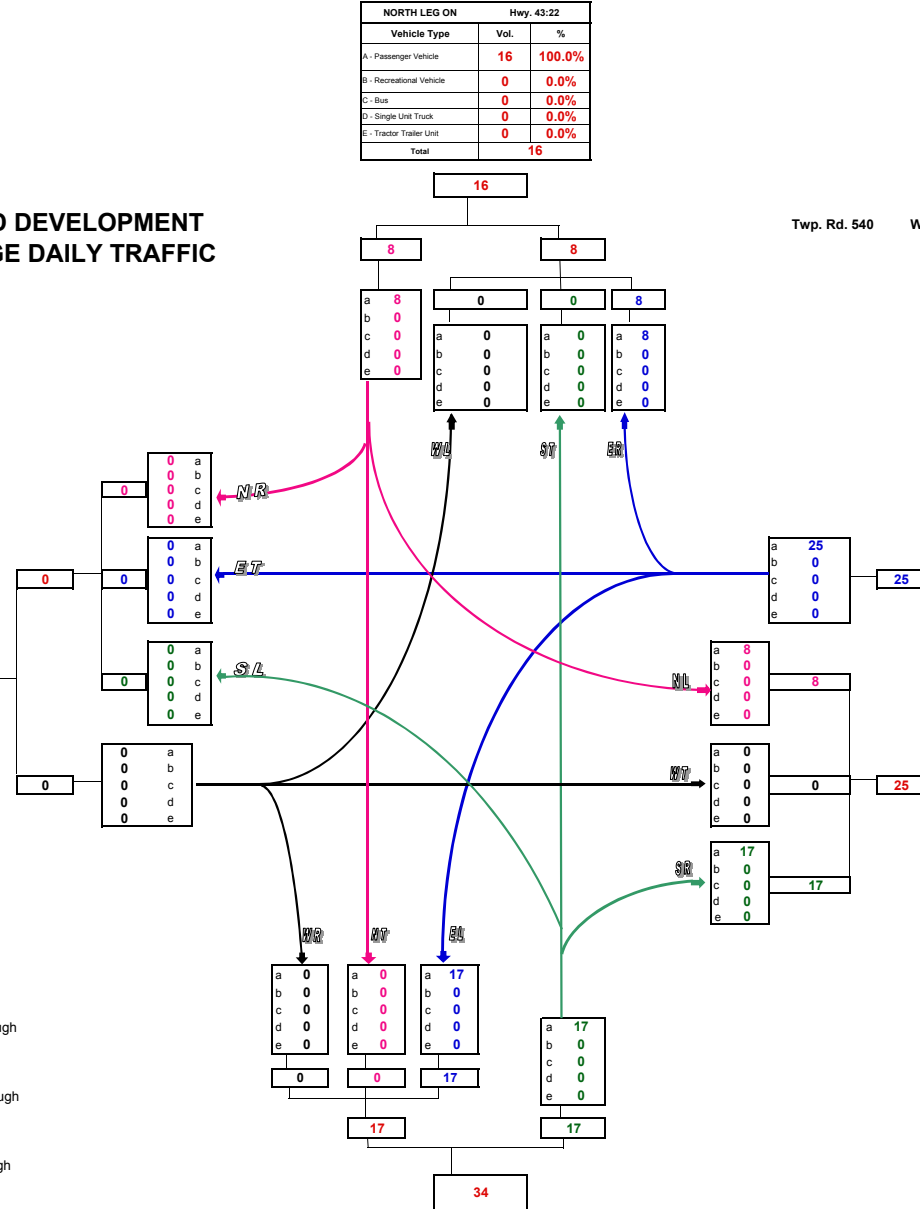 NORTH LEG ON Hwy. 43:22
Vehicle Type Vol. %
A - Passenger Vehicle 16 100.0%
B - Recreational Vehicle 0 0.0%
C - Bus 0 0.0%
D - Single Unit Truck 0 0.0%
E - Tractor Trailer Unit 0 0.0%
Total 16
16
D DEVELOPMENT
GE DAILY TRAFFIC
Twp. Rd. 540 W
8 8
0 0 8
a 8
b 0
c 0
d 0
e 0
a 0
b 0
c 0
d 0
e 0
a 0
b 0
c 0
d 0
e 0
a 8
b 0
c 0
d 0
e 0
WL ST ER
0
0 a
0 b
0 c
0 d
0 e
NR
0
0
0 a
0 b
0 c
0 d
0 e
ET
a 25
b 0
c 0
d 0
e 0
25
0
0 a
0 b
0 c
0 d
0 e
SL
NL
a 8
b 0
c 0
d 0
e 0
8
0
0 a
0 b
0 c
0 d
0 e
WT
a 0
b 0
c 0
d 0
e 0
0
25
SR
a 17
b 0
c 0
d 0
e 0
17
WR NT EL
a 0
b 0
c 0
d 0
e 0
a 0
b 0
c 0
d 0
e 0
a 17
b 0
c 0
d 0
e 0
a 17
b 0
c 0
d 0
e 0
ugh
0 0 17
ugh
17 17
gh
34